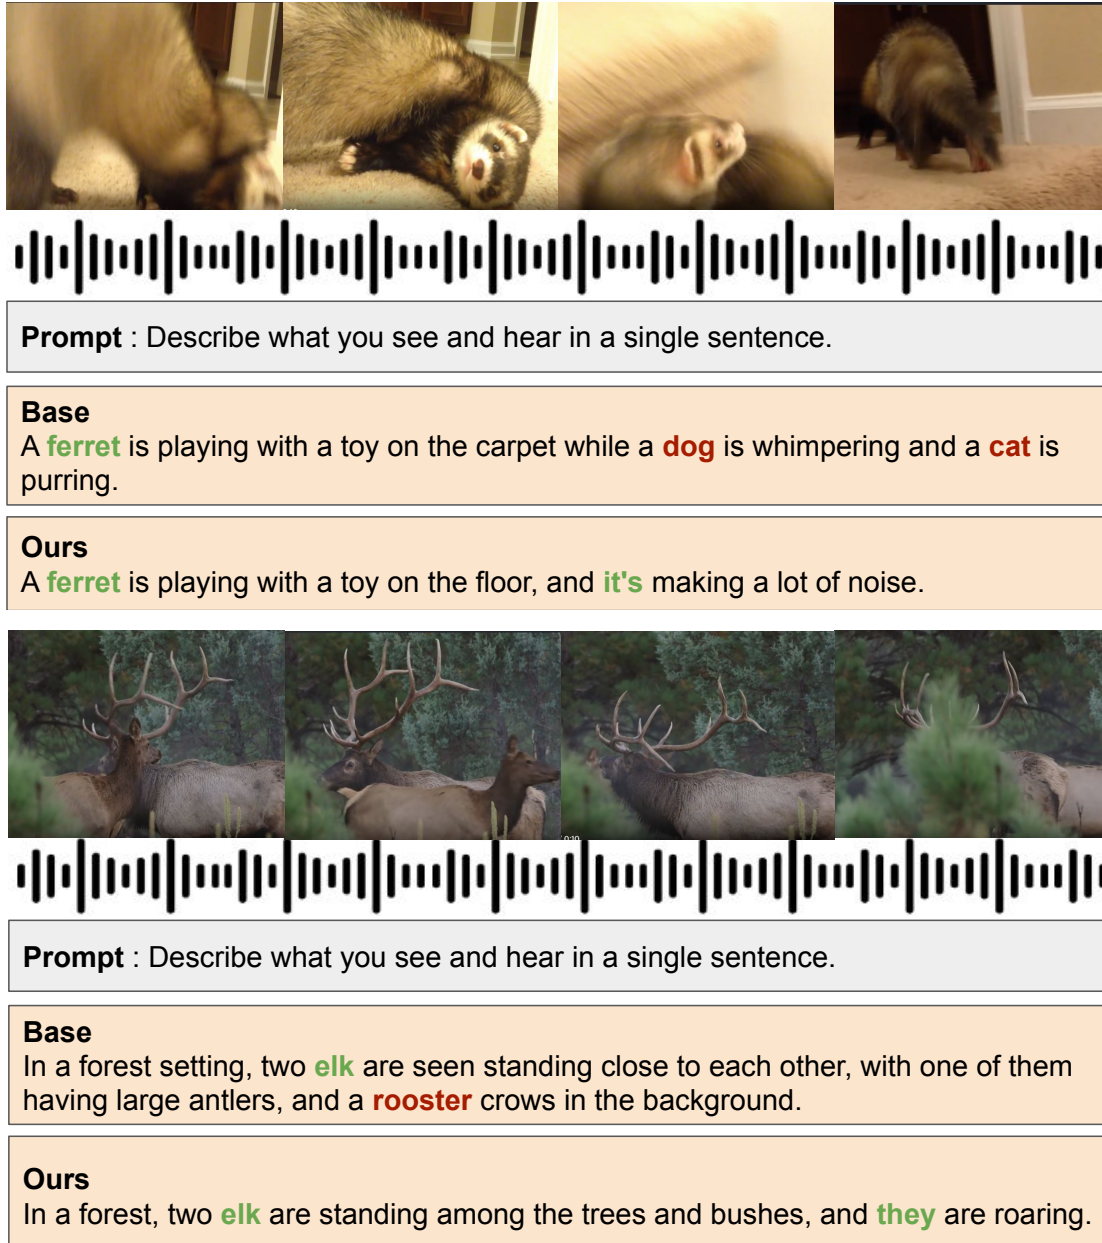 Prompt : Describe what you see and hear in a single sentence.
Base
A ferret is playing with a toy on the carpet while a dog is whimpering and a cat is
purring.
Ours
A ferret is playing with a toy on the floor, and it's making a lot of noise.
Prompt : Describe what you see and hear in a single sentence.
Base
In a forest setting, two elk are seen standing close to each other, with one of them
having large antlers, and a rooster crows in the background.
Ours
In a forest, two elk are standing among the trees and bushes, and they are roaring.